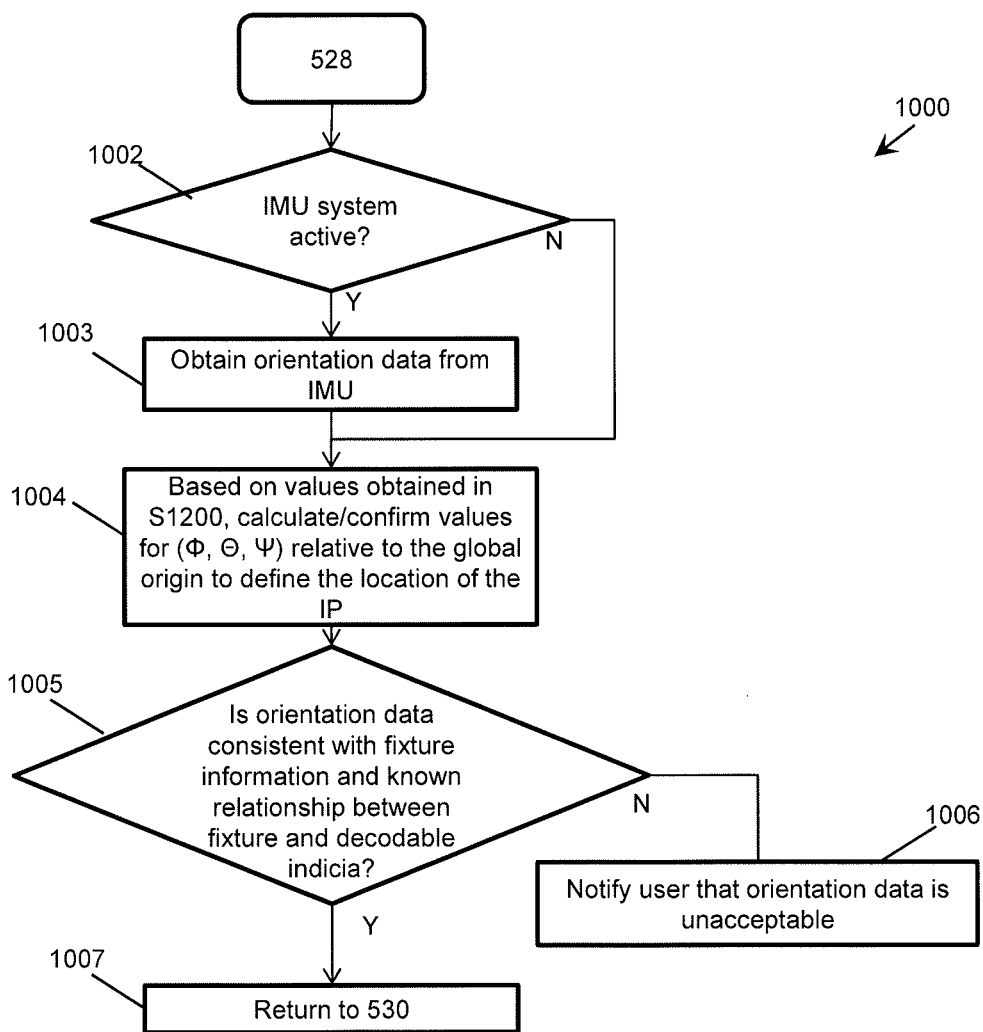 528
1000
1002
IMU system
active?
N
Y
1003
Obtain orientation data from
IMU
1004
Based on values obtained in
S1200, calculate/confirm values
for (Φ, Θ, Ψ) relative to the global
origin to define the location of the
IP
1005
Is orientation data
consistent with fixture
information and known
relationship between
fixture and decodable
indicia?
N
1006
Notify user that orientation data is
unacceptable
Y
1007
Return to 530